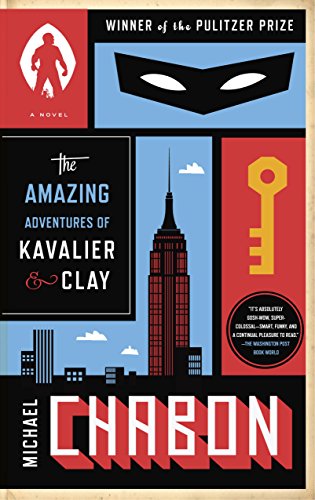 WINNER of the PULITZER PRIZE
A NOVEL
The
AMAZING
ADVENTURES OF
KAVALIER
& CLAY
"IT'S ABSOLUTELY
GOSH-WOW, SUPER-
COLOSSAL—SMART, FUNNY, AND
A CONTINUAL PLEASURE TO READ."
—THE WASHINGTON POST
BOOK WORLD
MICHAEL
CHABON